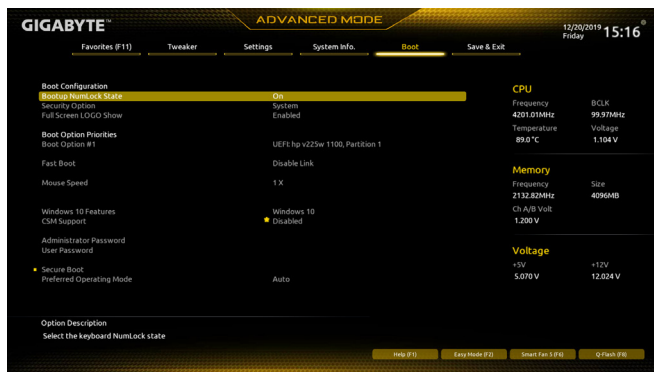 GIGABYTE™
ADVANCED MODE
12/20/2019
Friday
15:16
Favorites (F11) Tweaker Settings System Info. Boot Save & Exit
Boot Configuration
Bootup NumLock State On
Security Option System
Full Screen LOGO Show Enabled
Boot Option Priorities
Boot Option #1 UEFI: hp v225w 1100, Partition 1
Fast Boot Disable Link
Mouse Speed 1 X
Windows 10 Features Windows 10
CSM Support Disabled
Administrator Password
User Password
Secure Boot
Preferred Operating Mode Auto
CPU
Frequency BCLK
4201.01MHz 99.97MHz
Temperature Voltage
89.0 °C 1.104 V
Memory
Frequency Size
2132.82MHz 4096MB
Ch A/B Volt
1.200 V
Voltage
+5V +12V
5.070 V 12.024 V
Option Description
Select the keyboard NumLock state
Help (F1) Easy Mode (F2) Smart Fan 5 (F6) Q-Flash (F8)